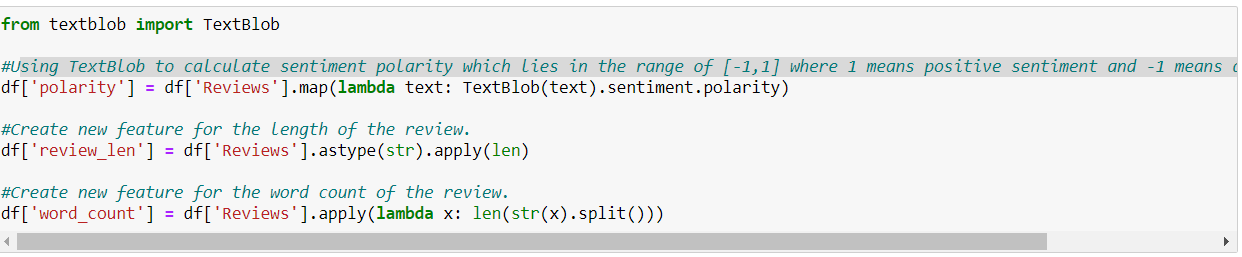 from textblob import TextBlob
#Using TextBlob to calculate sentiment polarity which lies in the range of [-1,1] where 1 means positive sentiment and -1 means
df['polarity'] = df['Reviews'].map(lambda text: TextBlob(text).sentiment.polarity)
#Create new feature for the length of the review.
df['review_len'] = df['Reviews'].astype(str).apply(len)
#Create new feature for the word count of the review.
df['word_count'] = df['Reviews'].apply(lambda x: len(str(x).split()))